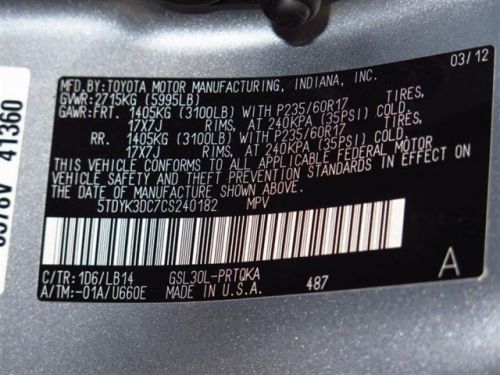 MFD.BY:TOYOTA MOTOR MANUFACTURING, INDIANA, INC. 03/12
GVWR:2715KG (5995LB)
GAWR:FRT. 1405KG (3100LB) WITH P235/60R17 TIRES,
17X7J RIMS, AT 240KPA (35PSI) COLD.
RR. 1405KG (3100LB) WITH P235/60R17 TIRES,
17X7J RIMS, AT 240KPA (35PSI) COLD.
THIS VEHICLE CONFORMS TO ALL APPLICABLE FEDERAL MOTOR
VEHICLE SAFETY AND THEFT PREVENTION STANDARDS IN EFFECT ON
THE DATE OF MANUFACTURE SHOWN ABOVE.
5TDYK3DC7CS240182 MPV
C/TR:1D6/LB14 GSL30L-PRTQKA A
A/TM:-01A/U660E MADE IN U.S.A. 487
41360